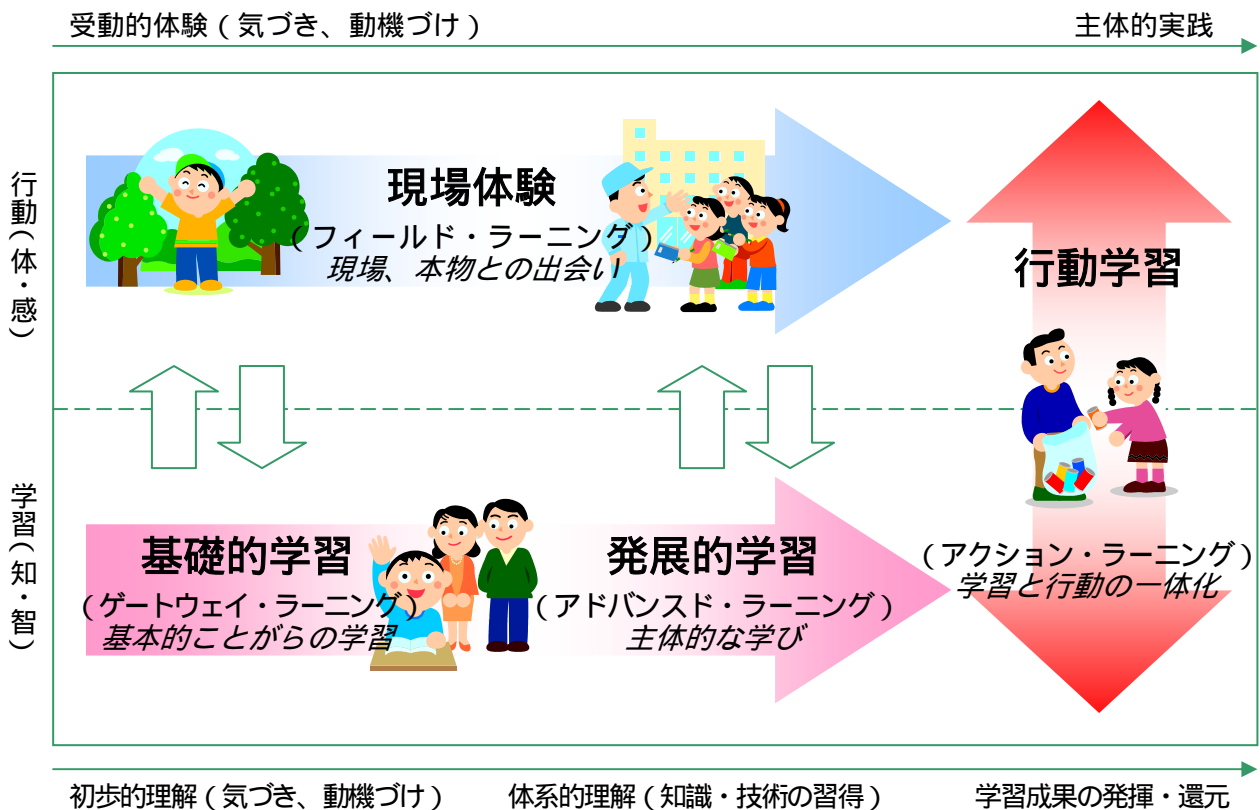 受動的体験(気づき、動機づけ)
主体的実践
行動(体・感)
現場体験
(フィールド・ラーニング)
現場、本物との出会い
行動学習
(アクション・ラーニング)
学習と行動の一体化
学習(知・智)
基礎的学習
(ゲートウェイ・ラーニング)
基本的ことがらの学習
発展的学習
(アドバンスド・ラーニング)
主体的な学び
初歩的理解(気づき、動機づけ)
体系的理解(知識・技術の習得)
学習成果の発揮・還元